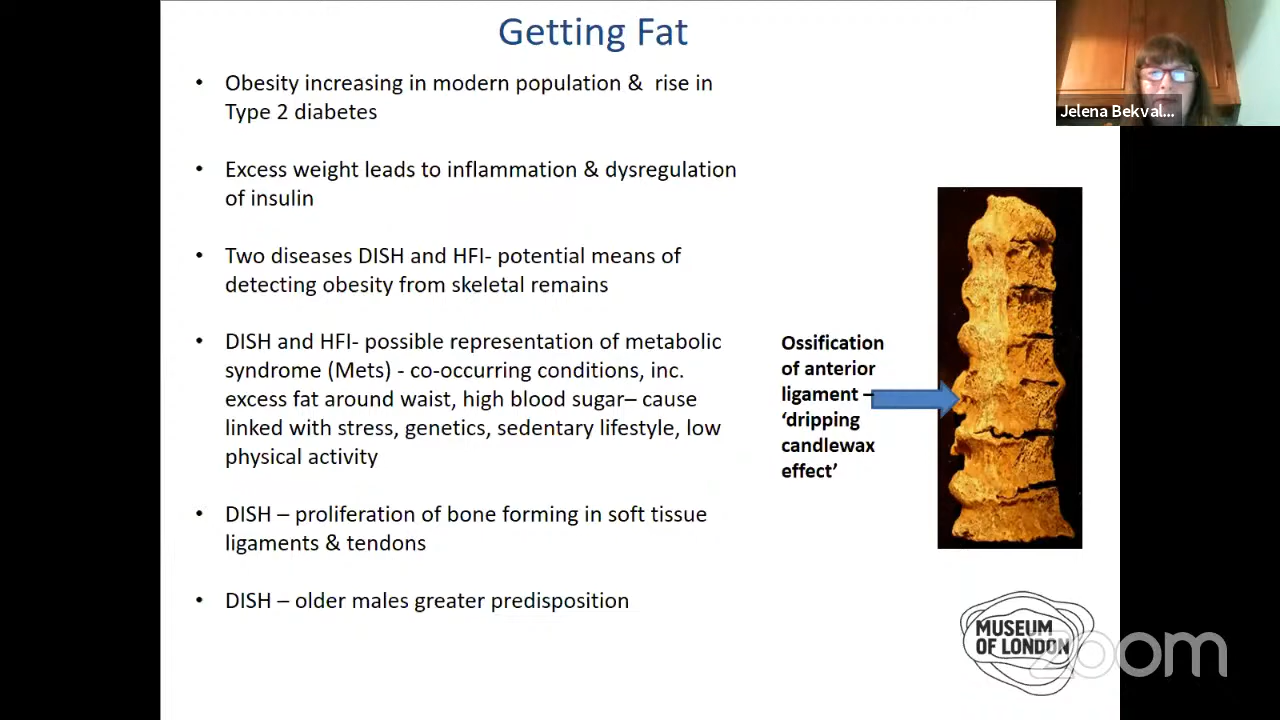 Getting Fat
• Obesity increasing in modern population & rise in
Type 2 diabetes
• Excess weight leads to inflammation & dysregulation
of insulin
• Two diseases DISH and HFI- potential means of
detecting obesity from skeletal remains
• DISH and HFI- possible representation of metabolic
syndrome (Mets) - co-occurring conditions, inc.
excess fat around waist, high blood sugar– cause
linked with stress, genetics, sedentary lifestyle, low
physical activity
• DISH – proliferation of bone forming in soft tissue
ligaments & tendons
• DISH – older males greater predisposition
Ossification
of anterior
ligament –
‘dripping
candlewax
effect’
Jelena Bekval...
MUSEUM
OF LONDON
zoom